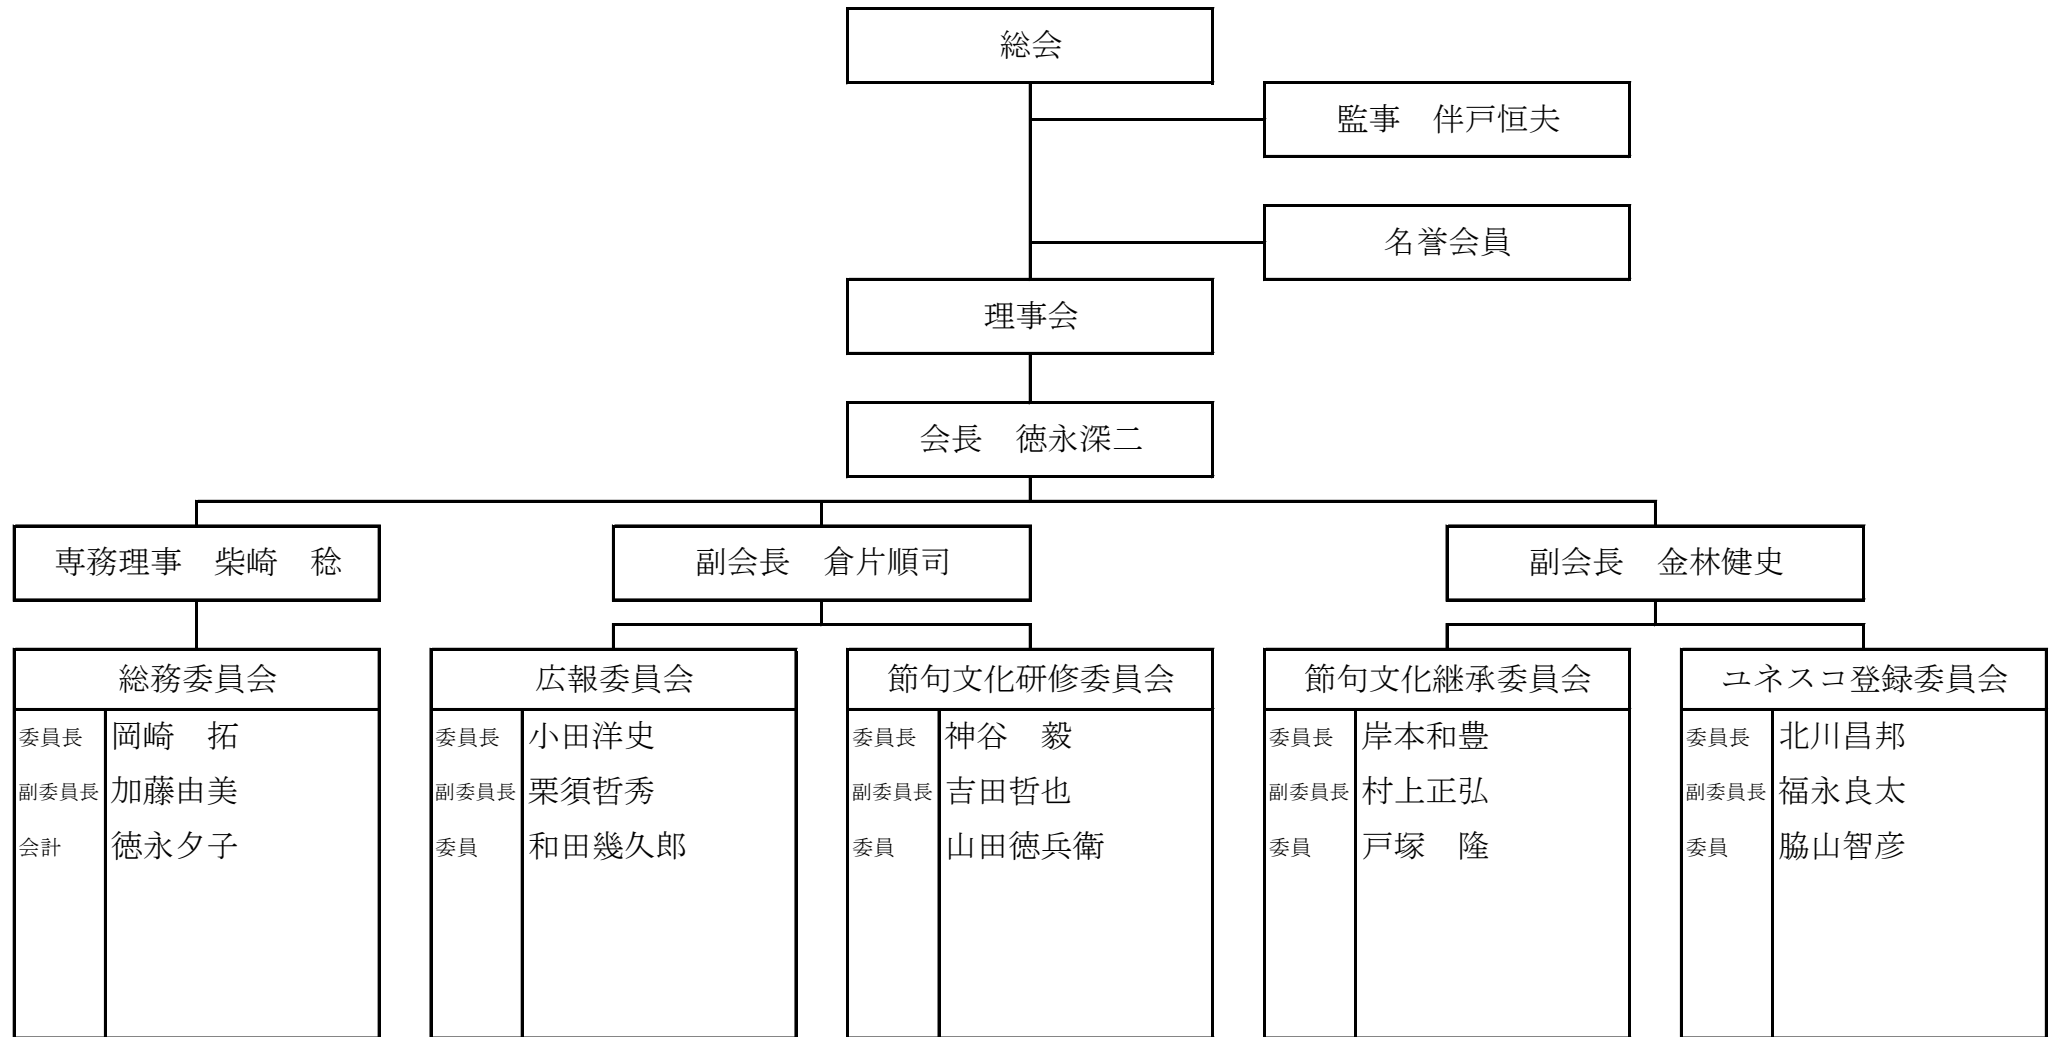 総会
監事　伴戸恒夫
名誉会員
理事会
会長　徳永深二
専務理事　柴崎　稔
副会長　倉片順司
副会長　金林健史
総務委員会
委員長 岡崎　拓
副委員長 加藤由美
会計 徳永夕子
広報委員会
委員長 小田洋史
副委員長 栗須哲秀
委員 和田幾久郎
節句文化研修委員会
委員長 神谷　毅
副委員長 吉田哲也
委員 山田徳兵衛
節句文化継承委員会
委員長 岸本和豊
副委員長 村上正弘
委員 戸塚　隆
ユネスコ登録委員会
委員長 北川昌邦
副委員長 福永良太
委員 脇山智彦